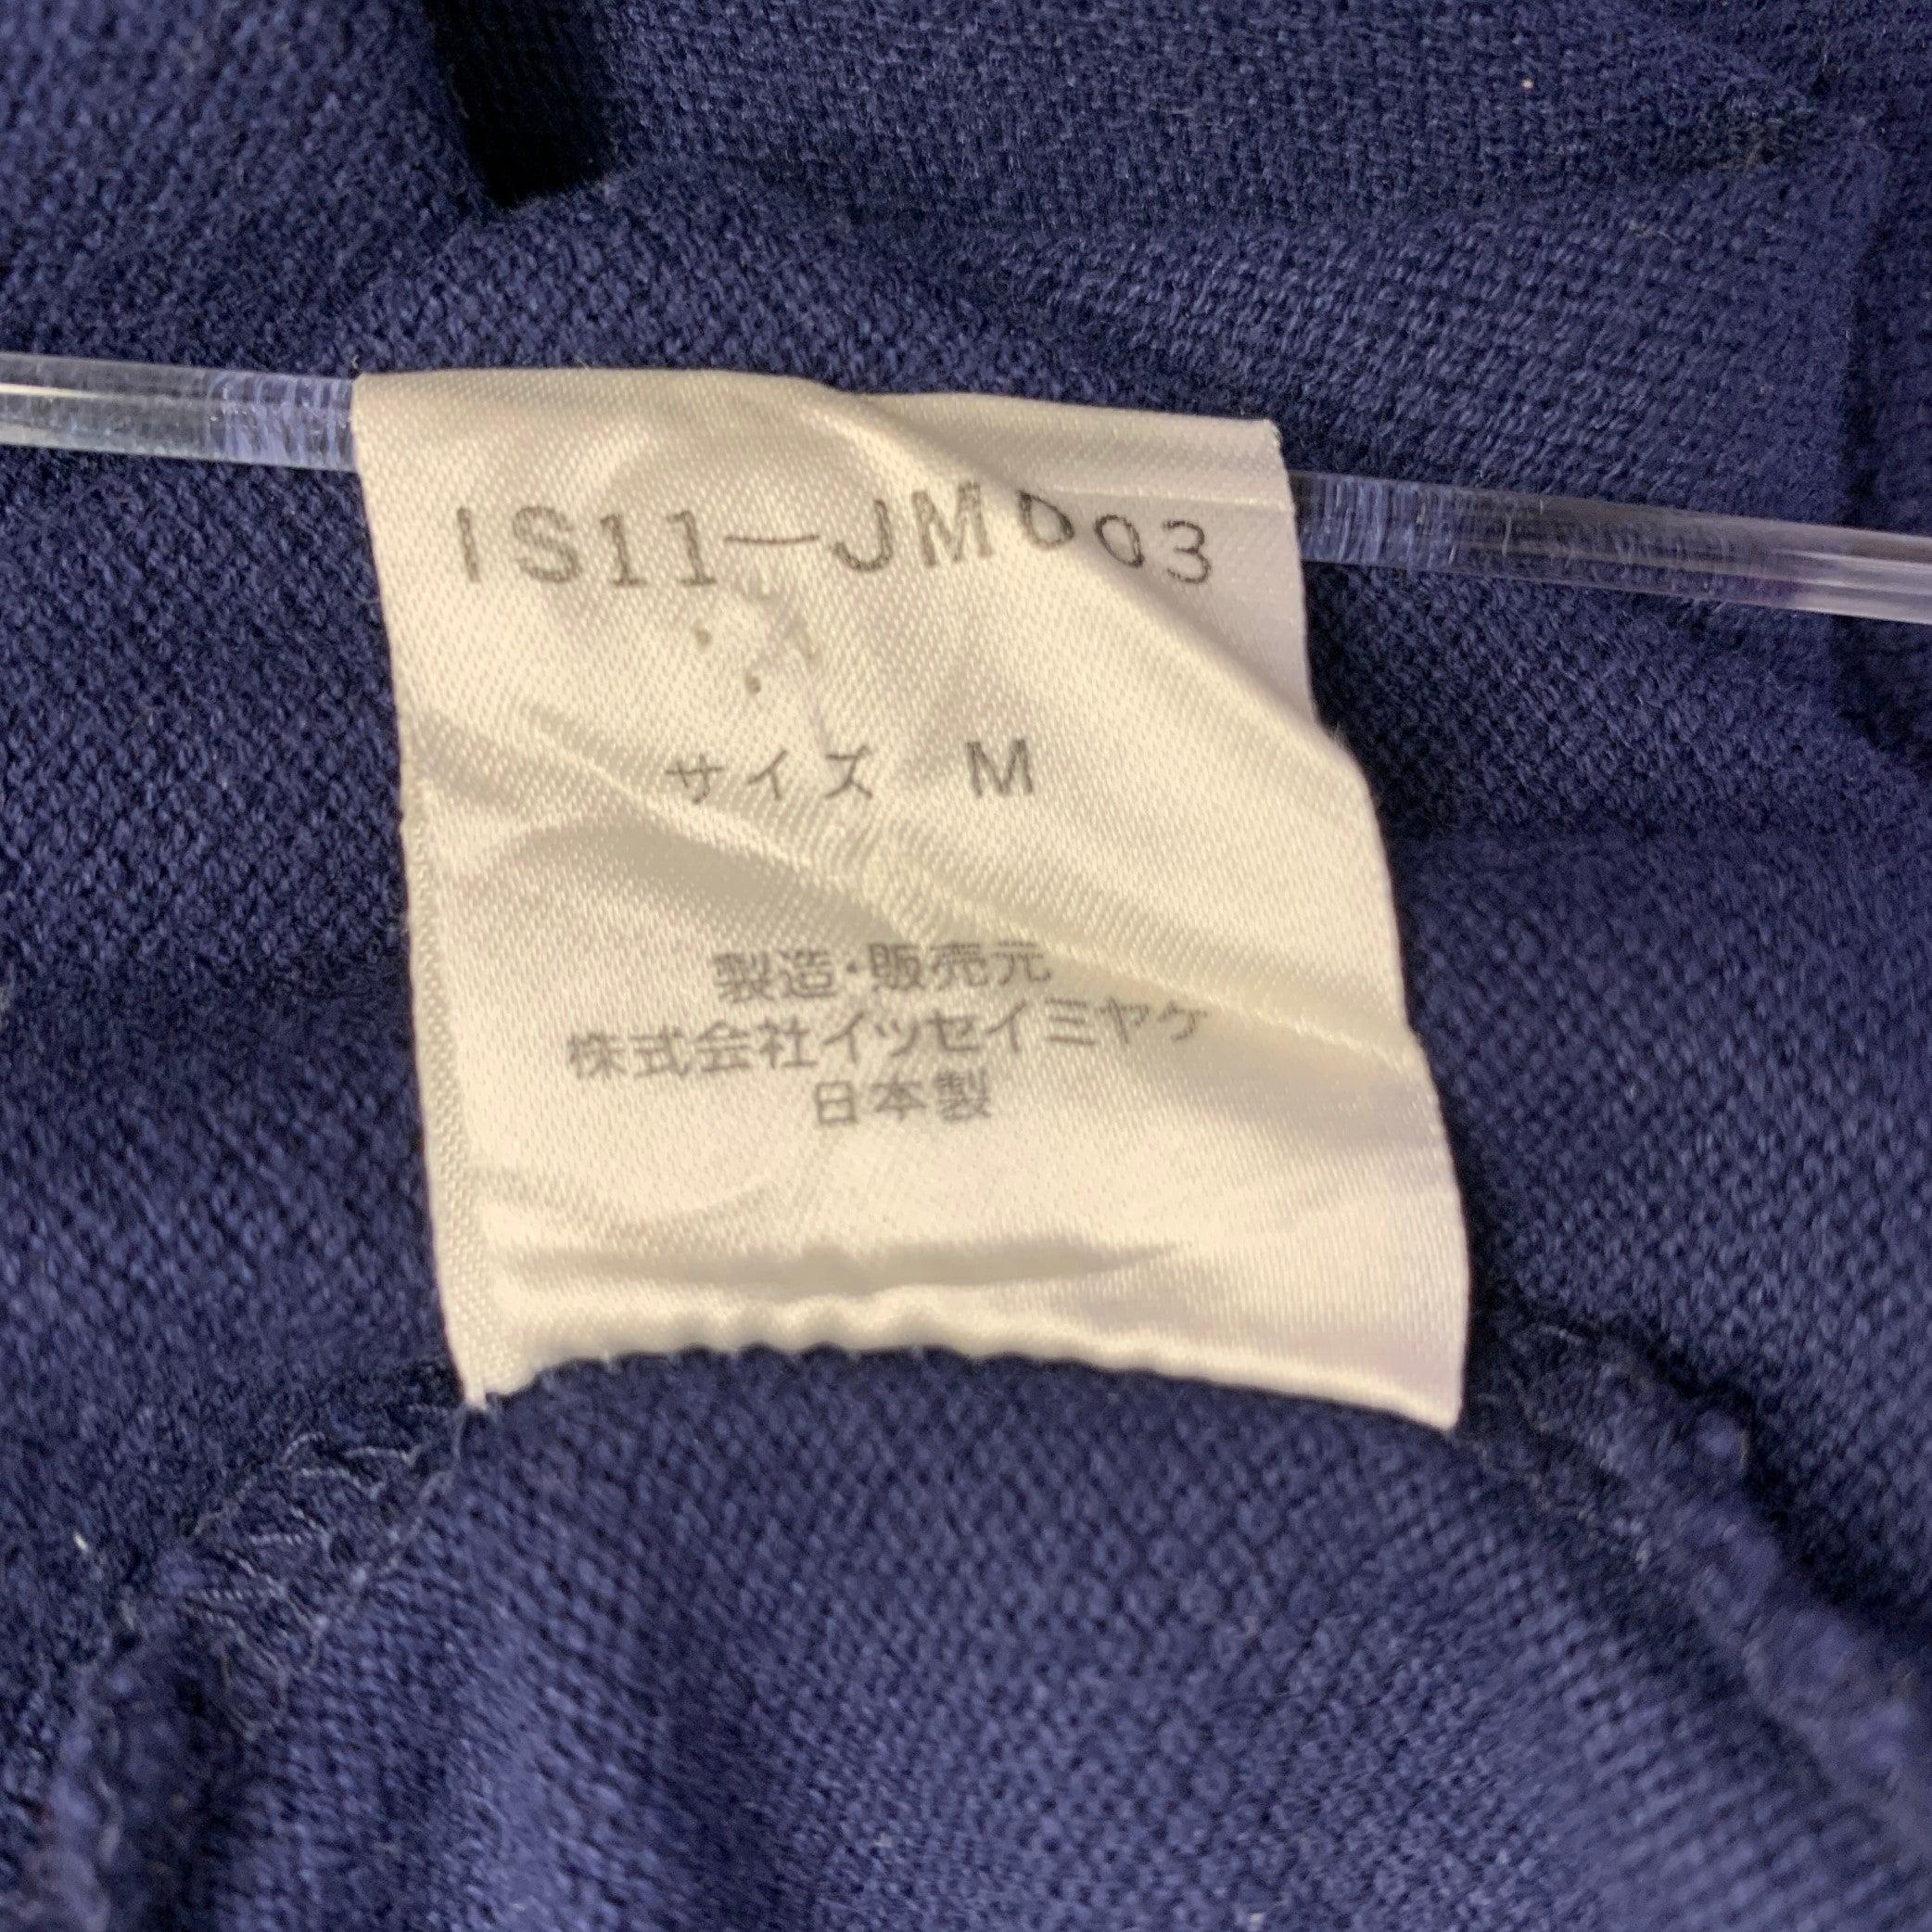 IS11-JM003
サイズ M
製造・販売元
株式会社イッセイミヤケ
日本製